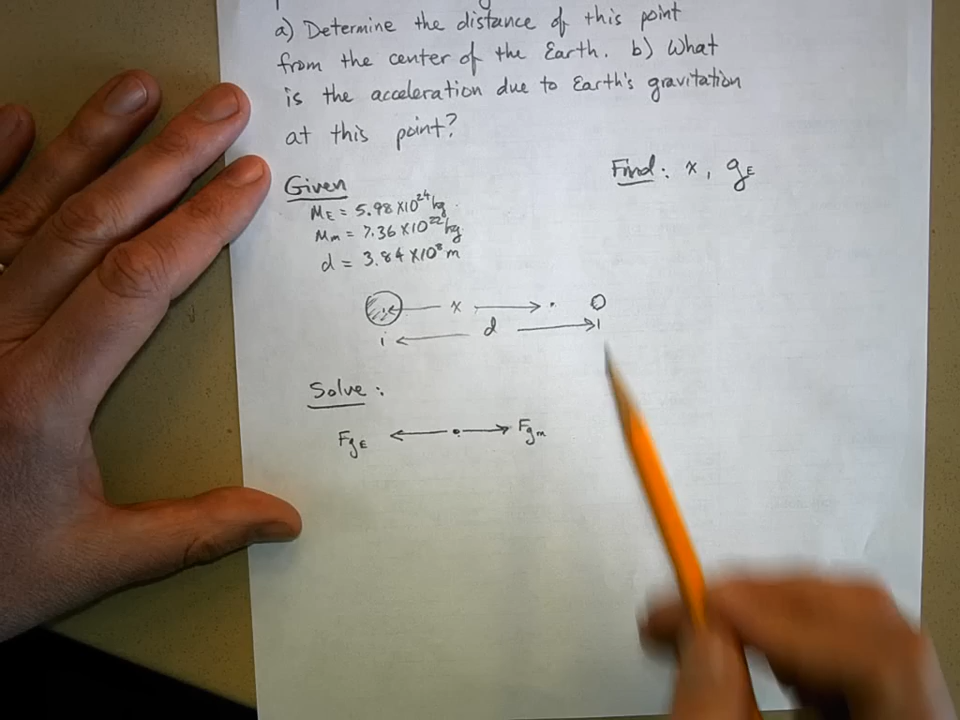 a) Determine the distance of this point
from the center of the Earth. b) What
is the acceleration due to Earth's gravitation
at this point?
Given
Find: x, gE
ME = 5.98 X10^24 kg
Mm = 7.36 X10^22 kg
d = 3.84 X10^8 m
x
d
Solve:
FgE
Fgm